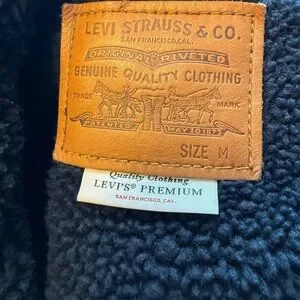 LEVI STRAUSS & CO.
SAN FRANCISCO, CAL.
ORIGINAL RIVETED
GENUINE QUALITY CLOTHING
TRADE MARK
PATENTED MAY 20 1873
SIZE M
Quality Clothing
LEVI'S® PREMIUM
SAN FRANCISCO, CAL.